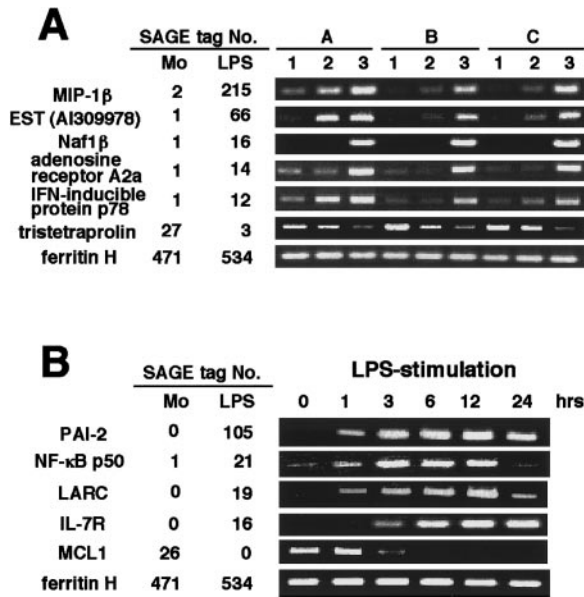 A
SAGE tag No. A B C
Mo LPS 1 2 3 1 2 3 1 2 3
MIP-1β 2 215
EST (AI309978) 1 66
Naf1β 1 16
adenosine
receptor A2a 1 14
IFN-inducible
protein p78 1 12
tristetraprolin 27 3
ferritin H 471 534
B
SAGE tag No. LPS-stimulation
Mo LPS 0 1 3 6 12 24 hrs
PAI-2 0 105
NF-κB p50 1 21
LARC 0 19
IL-7R 0 16
MCL1 26 0
ferritin H 471 534